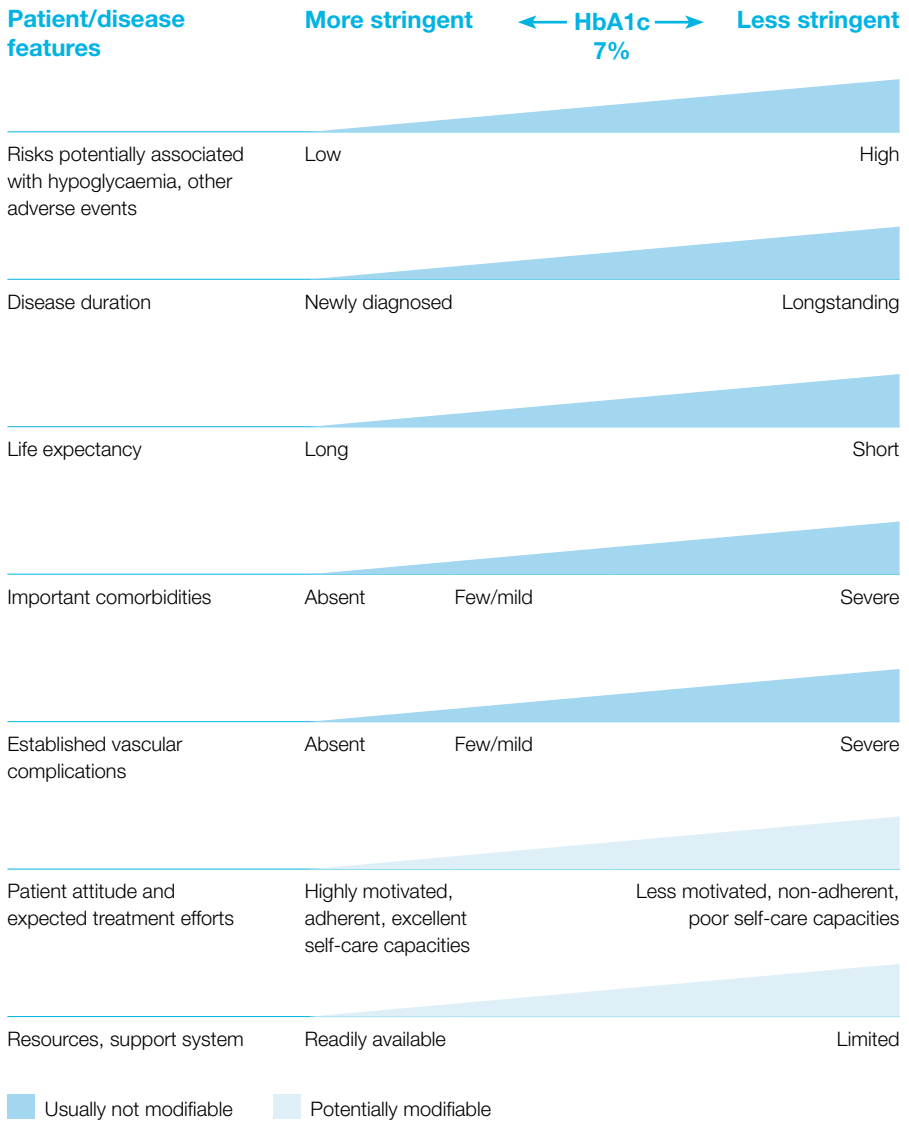 Patient/disease
features
More stringent
HbA1c
7%
Less stringent
Risks potentially associated
with hypoglycaemia, other
adverse events
Low
High
Disease duration
Newly diagnosed
Longstanding
Life expectancy
Long
Short
Important comorbidities
Absent
Few/mild
Severe
Established vascular
complications
Absent
Few/mild
Severe
Patient attitude and
expected treatment efforts
Highly motivated,
adherent, excellent
self-care capacities
Less motivated, non-adherent,
poor self-care capacities
Resources, support system
Readily available
Limited
Usually not modifiable
Potentially modifiable